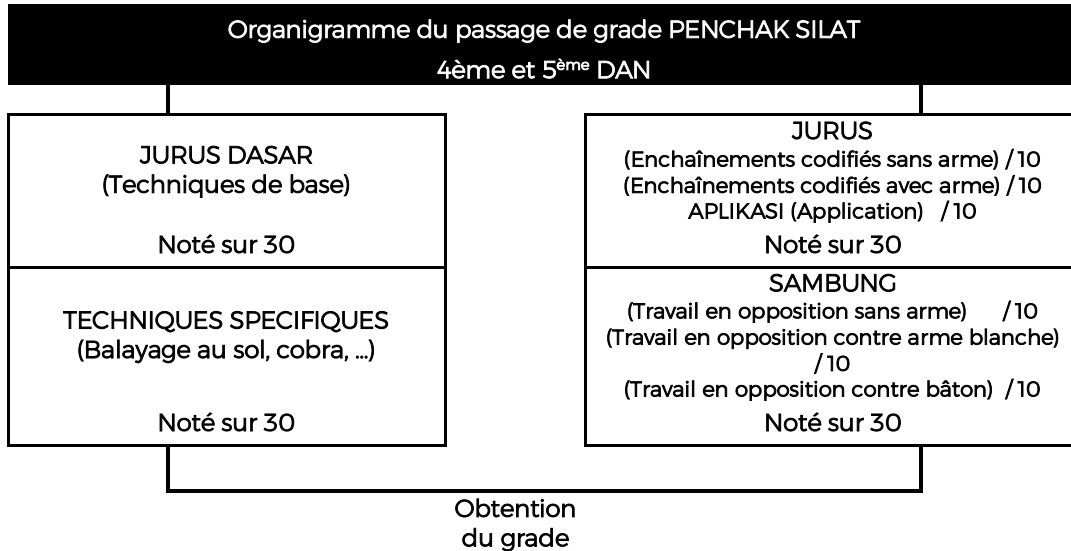 Organigramme du passage de grade PENCHAK SILAT
4ème et 5ème DAN
JURUS DASAR
(Techniques de base)
Noté sur 30
TECHNIQUES SPECIFIQUES
(Balayage au sol, cobra, ...)
Noté sur 30
JURUS
(Enchaînements codifiés sans arme) / 10
(Enchaînements codifiés avec arme) / 10
APLIKASI (Application) / 10
Noté sur 30
SAMBUNG
(Travail en opposition sans arme) / 10
(Travail en opposition contre arme blanche)
/ 10
(Travail en opposition contre bâton) / 10
Noté sur 30
Obtention
du grade